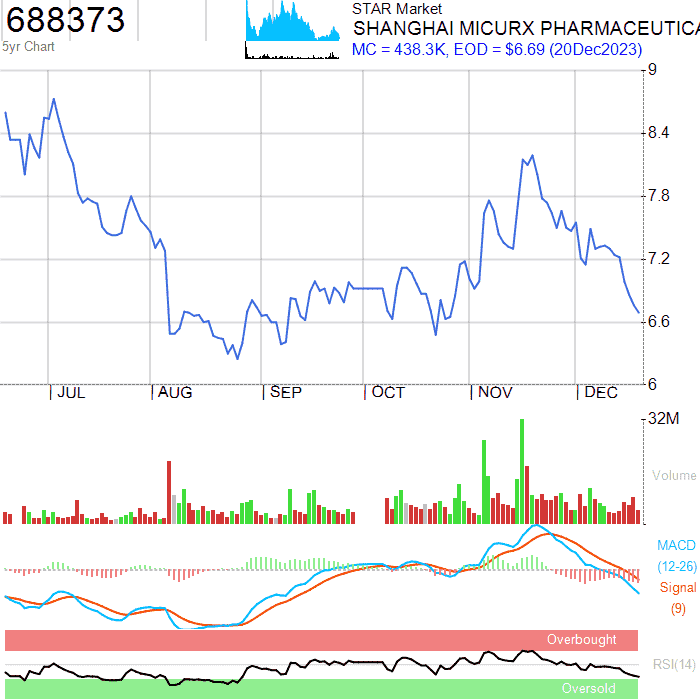 688373
STAR Market
SHANGHAI MICURX PHARMACEUTICA
5yr Chart
MC = 438.3K, EOD = $6.69 (20Dec2023)
9
8.4
7.8
7.2
6.6
6
JUL
AUG
SEP
OCT
NOV
DEC
32M
Volume
MACD
(12-26)
Signal
(9)
Overbought
RSI(14)
Oversold